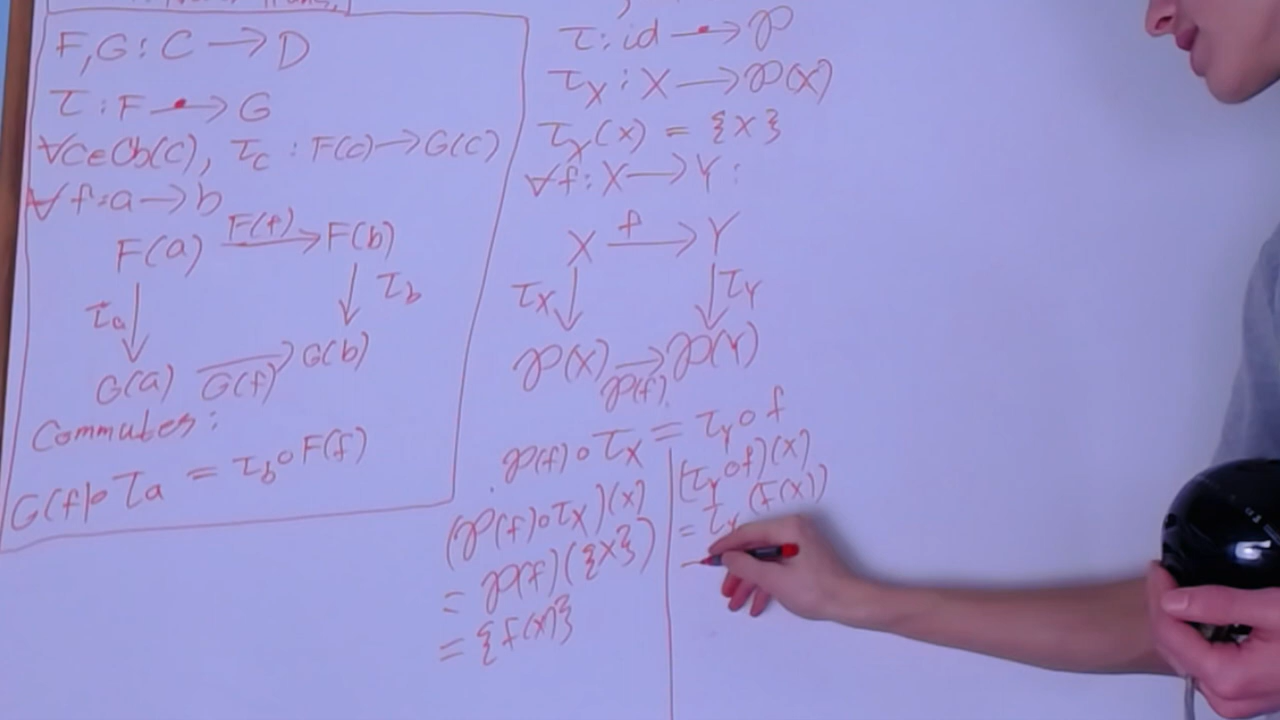 F,G : C → D
τ : F ⟶ G
∀c∈Ob(C), τ_c : F(c) → G(c)
∀f:a → b
F(a) F(f) F(b)
τ_a τ_b
G(a) G(f) G(b)
Commutes:
G(f)∘τ_a = τ_b∘F(f)
τ : id ⟶ ℘
τ_X : X ⟶ ℘(X)
τ_X(x) = {x}
∀f:X ⟶ Y :
X f Y
τ_X τ_Y
℘(X) ℘(f) ℘(Y)
℘(f)∘τ_X = τ_Y∘f
(℘(f)∘τ_X)(x)
= ℘(f)({x})
= {f(x)}
(τ_Y∘f)(x)
= τ_Y(f(x))